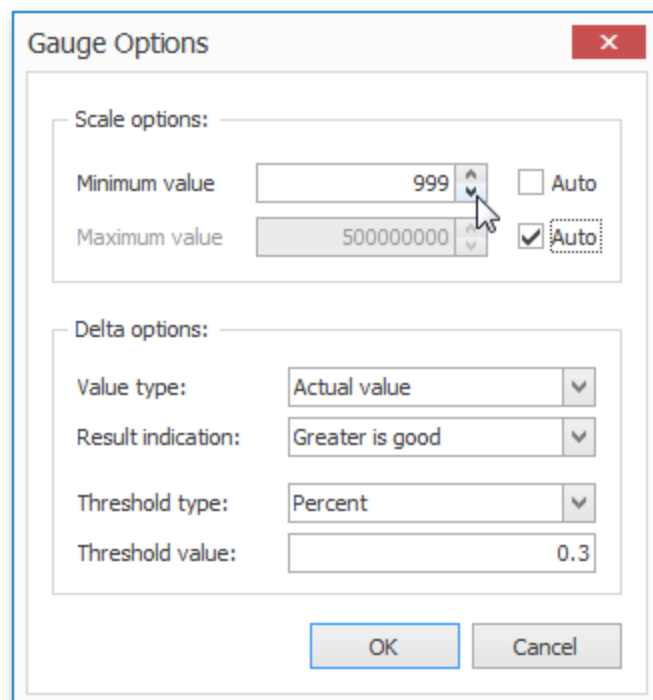 Gauge Options
Scale options:
Minimum value 999 Auto
Maximum value 500000000 Auto
Delta options:
Value type: Actual value
Result indication: Greater is good
Threshold type: Percent
Threshold value: 0.3
OK Cancel